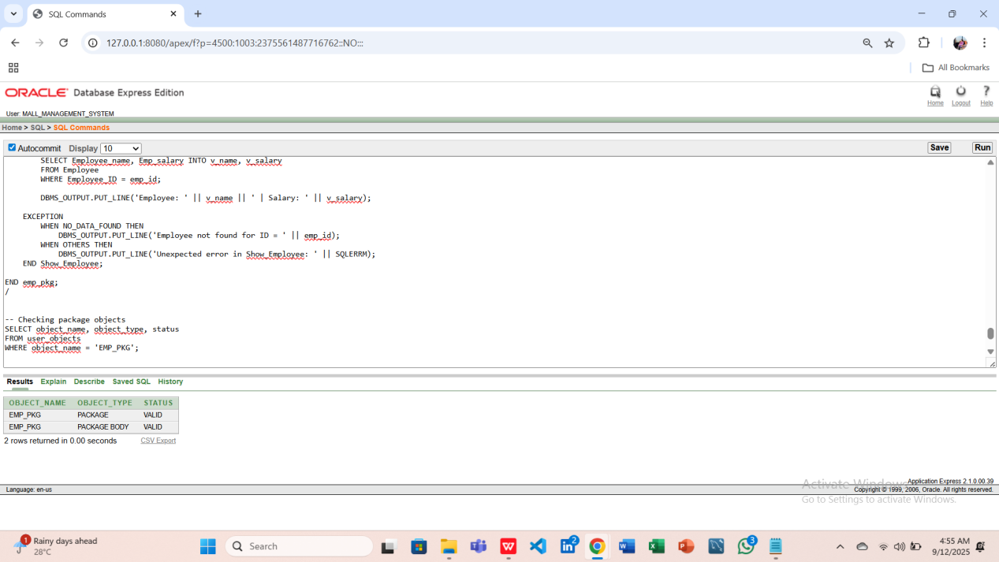 SQL Commands
127.0.0.1:8080/apex/f?p=4500:1003:2375561487716762::NO:::
All Bookmarks
ORACLE Database Express Edition
Home Logout Help
User: MALL_MANAGEMENT_SYSTEM
Home > SQL > SQL Commands
Autocommit Display 10 Save Run
SELECT Employee_name, Emp_salary INTO v_name, v_salary
FROM Employee
WHERE Employee_ID = emp_id;
DBMS_OUTPUT.PUT_LINE('Employee: ' || v_name || ' | Salary: ' || v_salary);
EXCEPTION
WHEN NO_DATA_FOUND THEN
DBMS_OUTPUT.PUT_LINE('Employee not found for ID = ' || emp_id);
WHEN OTHERS THEN
DBMS_OUTPUT.PUT_LINE('Unexpected error in Show_Employee: ' || SQLERRM);
END Show_Employee;
END emp_pkg;
/
-- Checking package objects
SELECT object_name, object_type, status
FROM user_objects
WHERE object_name = 'EMP_PKG';
Results Explain Describe Saved SQL History
OBJECT_NAME OBJECT_TYPE STATUS
EMP_PKG PACKAGE VALID
EMP_PKG PACKAGE BODY VALID
2 rows returned in 0.00 seconds CSV Export
Activate Windows
Application Express 2.1.0.00.39
Language: en-us Copyright © 1999, 2006, Oracle. All rights reserved.
Go to Settings to activate Windows.
1 Rainy days ahead
28°C
Search
2
3
4:55 AM
9/12/2025